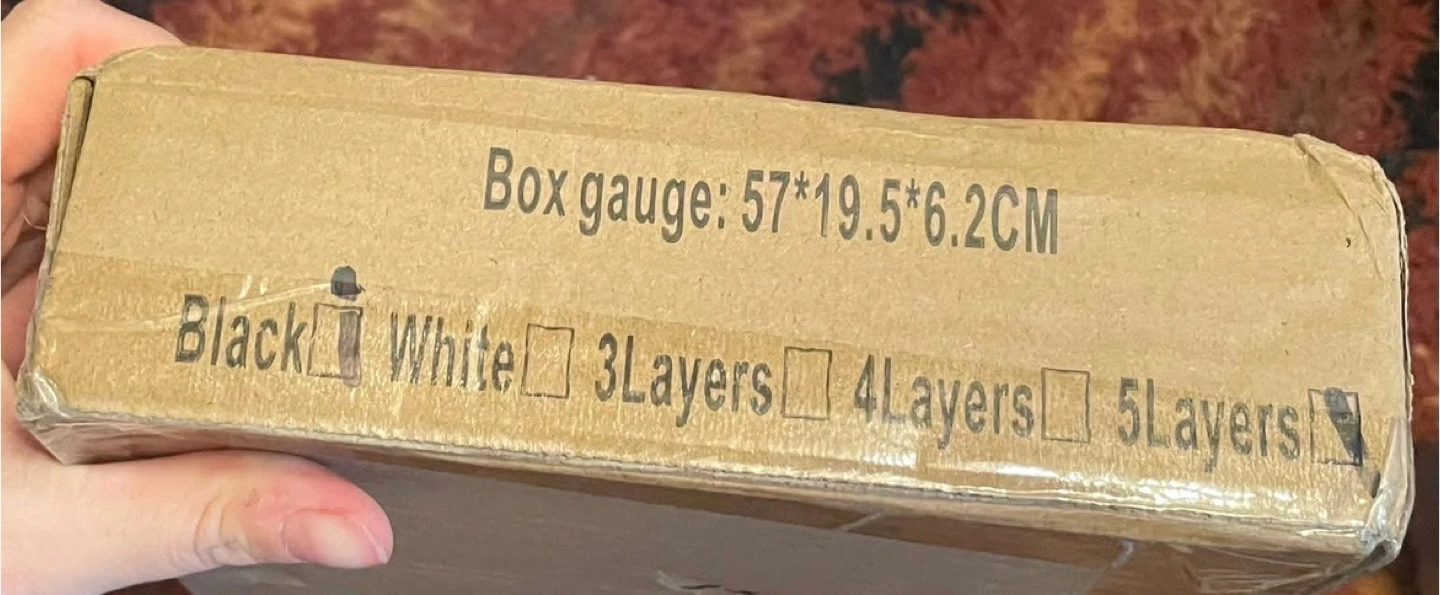 Box gauge: 57*19.5*6.2CM
Black White 3Layers 4Layers 5Layers